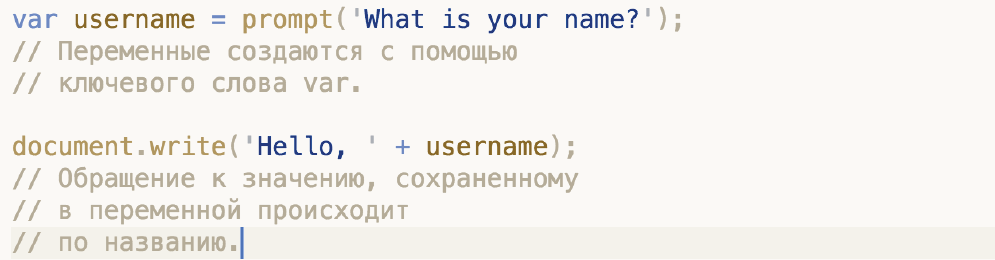 var username = prompt('What is your name?');
// Переменные создаются с помощью
// ключевого слова var.
document.write('Hello, ' + username);
// Обращение к значению, сохраненному
// в переменной происходит
// по названию.